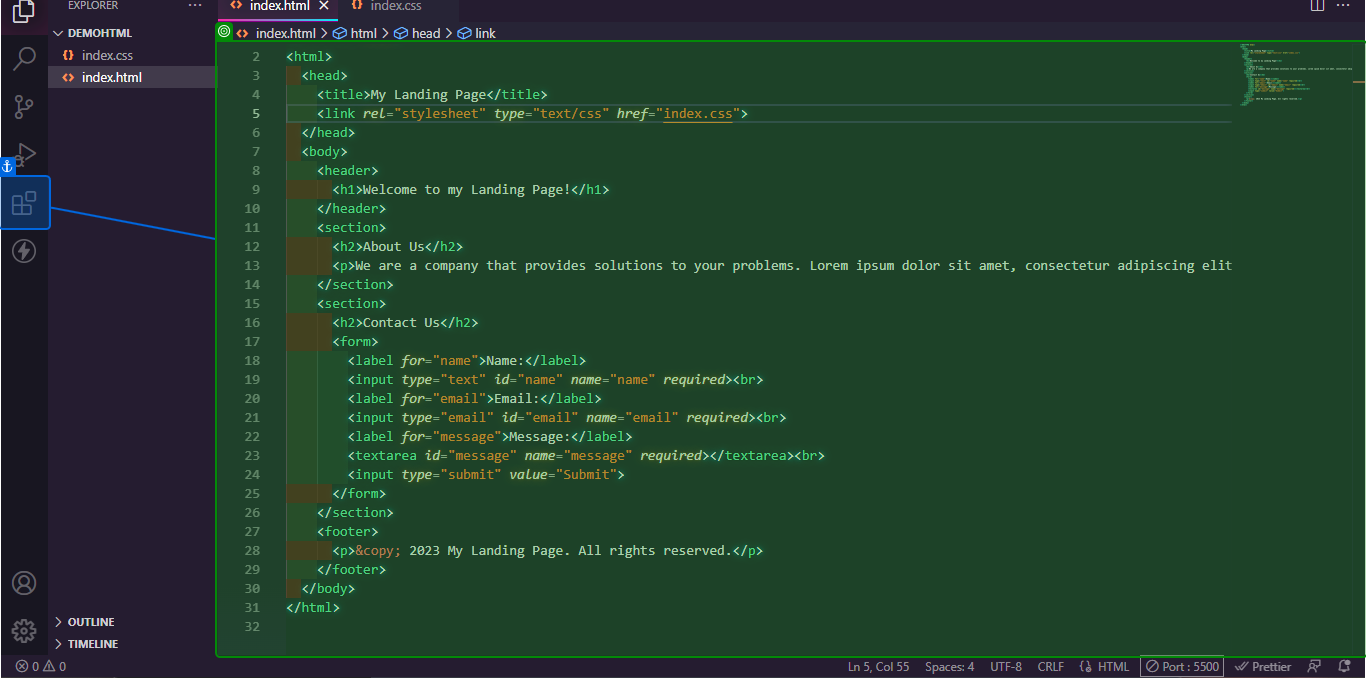 EXPLORER ··· index.html index.css ···
DEMOHTML
index.css
index.html
index.html > html > head > link
2 <html>
3 <head>
4 <title>My Landing Page</title>
5 <link rel="stylesheet" type="text/css" href="index.css">
6 </head>
7 <body>
8 <header>
9 <h1>Welcome to my Landing Page!</h1>
10 </header>
11 <section>
12 <h2>About Us</h2>
13 <p>We are a company that provides solutions to your problems. Lorem ipsum dolor sit amet, consectetur adipiscing elit
14 </section>
15 <section>
16 <h2>Contact Us</h2>
17 <form>
18 <label for="name">Name:</label>
19 <input type="text" id="name" name="name" required><br>
20 <label for="email">Email:</label>
21 <input type="email" id="email" name="email" required><br>
22 <label for="message">Message:</label>
23 <textarea id="message" name="message" required></textarea><br>
24 <input type="submit" value="Submit">
25 </form>
26 </section>
27 <footer>
28 <p>&copy; 2023 My Landing Page. All rights reserved.</p>
29 </footer>
30 </body>
31 </html>
32
OUTLINE
TIMELINE
0 0 Ln 5, Col 55 Spaces: 4 UTF-8 CRLF HTML Port : 5500 Prettier